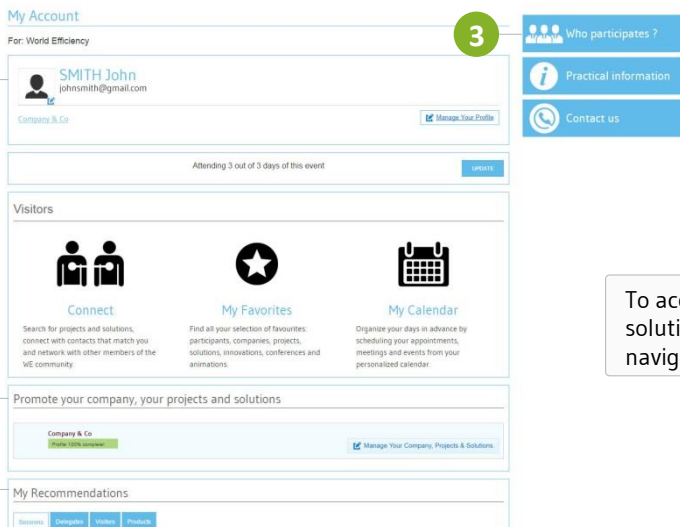 My Account
For: World Efficiency
SMITH John
johnsmith@gmail.com
Company & Co
Manage Your Profile
Attending 3 out of 3 days of this event
UPDATE
Visitors
Connect
Search for projects and solutions,
connect with contacts that match you
and network with other members of the
WE community.
My Favorites
Find all your selection of favourites:
participants, companies, projects,
solutions, innovations, conferences and
animations.
My Calendar
Organize your days in advance by
scheduling your appointments,
meetings and events from your
personalized calendar.
Promote your company, your projects and solutions
Company & Co
Profile 100% complete!
Manage Your Company, Projects & Solutions
My Recommendations
Sessions Delegates Visitors Products
3
Who participates ?
i
Practical information
Contact us
To acc
soluti
navig